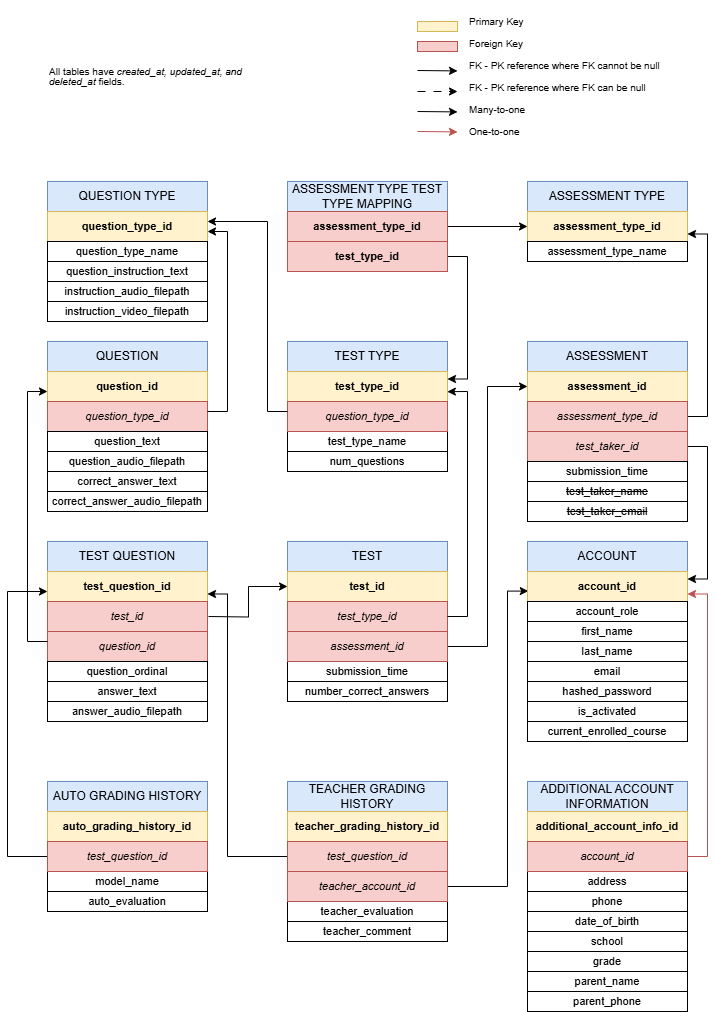 Primary Key
Foreign Key
FK - PK reference where FK cannot be null
FK - PK reference where FK can be null
Many-to-one
One-to-one
All tables have created_at, updated_at, and
deleted_at fields.
QUESTION TYPE
question_type_id
question_type_name
question_instruction_text
instruction_audio_filepath
instruction_video_filepath
ASSESSMENT TYPE TEST
TYPE MAPPING
assessment_type_id
test_type_id
ASSESSMENT TYPE
assessment_type_id
assessment_type_name
QUESTION
question_id
question_type_id
question_text
question_audio_filepath
correct_answer_text
correct_answer_audio_filepath
TEST TYPE
test_type_id
question_type_id
test_type_name
num_questions
ASSESSMENT
assessment_id
assessment_type_id
test_taker_id
submission_time
test_taker_name
test_taker_email
TEST QUESTION
test_question_id
test_id
question_id
question_ordinal
answer_text
answer_audio_filepath
TEST
test_id
test_type_id
assessment_id
submission_time
number_correct_answers
ACCOUNT
account_id
account_role
first_name
last_name
email
hashed_password
is_activated
current_enrolled_course
AUTO GRADING HISTORY
auto_grading_history_id
test_question_id
model_name
auto_evaluation
TEACHER GRADING
HISTORY
teacher_grading_history_id
test_question_id
teacher_account_id
teacher_evaluation
teacher_comment
ADDITIONAL ACCOUNT
INFORMATION
additional_account_info_id
account_id
address
phone
date_of_birth
school
grade
parent_name
parent_phone